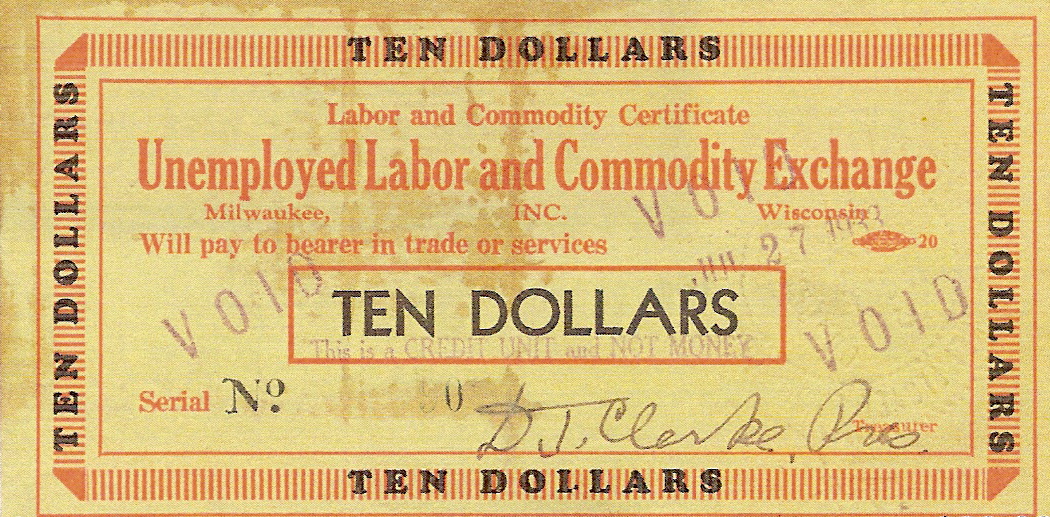 TEN DOLLARS
TEN DOLLARS
TEN DOLLARS
Labor and Commodity Certificate
Unemployed Labor and Commodity Exchange
Milwaukee, INC. Wisconsin
VOID
Will pay to bearer in trade or services
20
27 193
VOID
TEN DOLLARS
VOID
This is a CREDIT UNIT and NOT MONEY
Serial No.
D. J. Clarke, Pres.
Treasurer
TEN DOLLARS